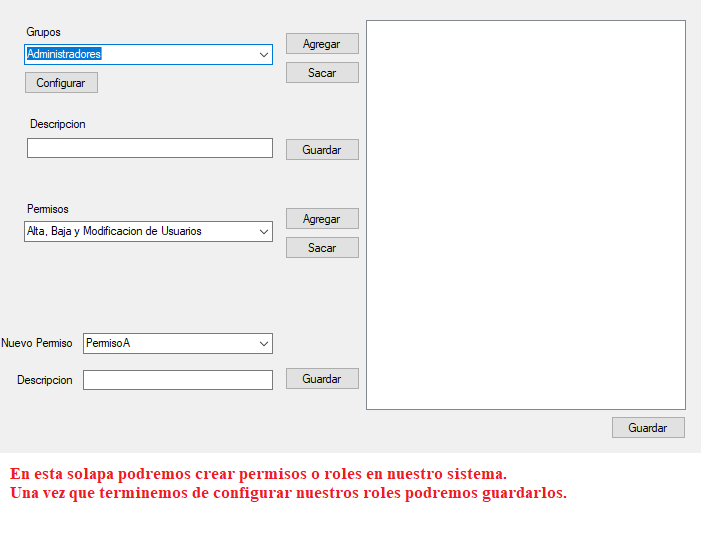 Grupos
Administradores
Agregar
Sacar
Configurar
Descripcion
Guardar
Permisos
Alta, Baja y Modificacion de Usuarios
Agregar
Sacar
Nuevo Permiso
PermisoA
Descripcion
Guardar
Guardar
En esta solapa podremos crear permisos o roles en nuestro sistema.
Una vez que terminemos de configurar nuestros roles podremos guardarlos.